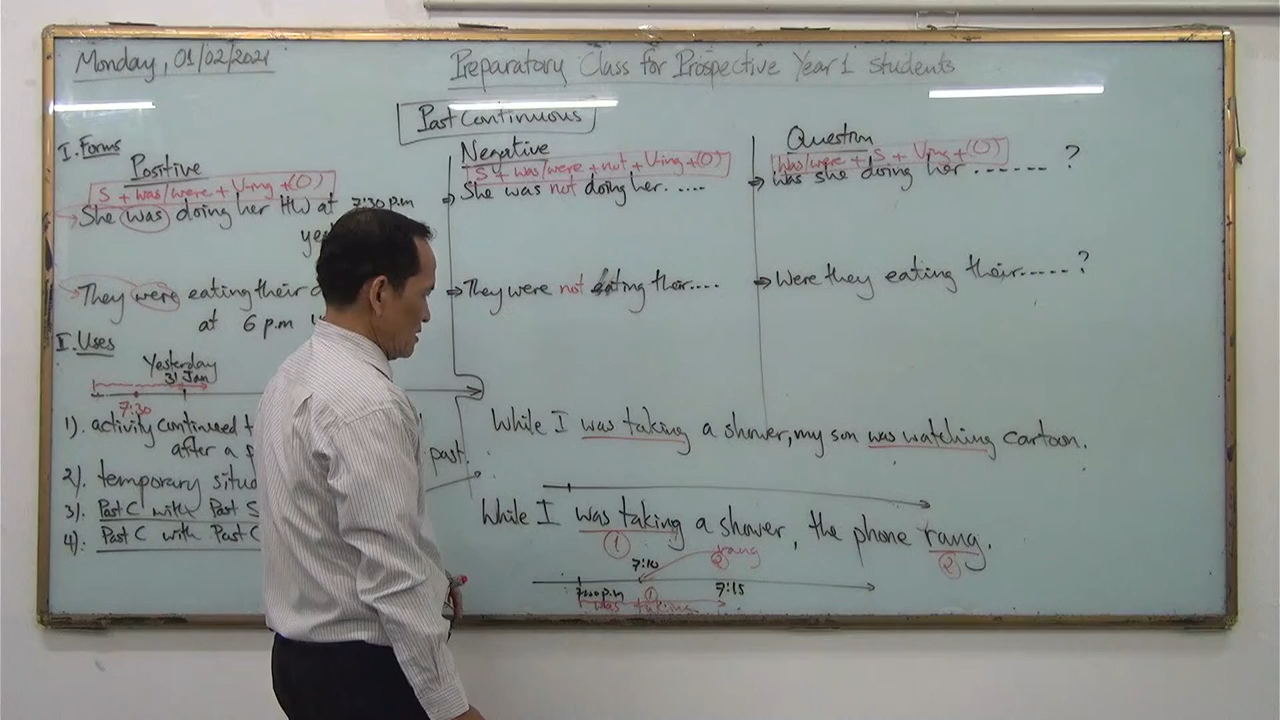 Monday, 01/02/2021
Preparatory Class for Prospective Year 1 Students
Past Continuous
I. Forms
Positive
S + was/were + V-ing + (O)
She was doing her HW at 7:30 p.m
They were eating their
at 6 p.m
Negative
S + was/were + not + V-ing + (O)
She was not doing her.....
They were not eating their....
Question
Was/were + S + V-ing + (O)
Was she doing her ....... ?
Were they eating their..... ?
I. Uses
Yesterday
31 Jan
7:30
1). activity continued
after a past.
2). temporary
3). Past C with Past S
4). Past C with Past C
While I was taking a shower, my son was watching cartoon.
While I was taking a shower, the phone rang.
1 2
7:10 2 rang
7:00 p.m 1 7:15
was taking